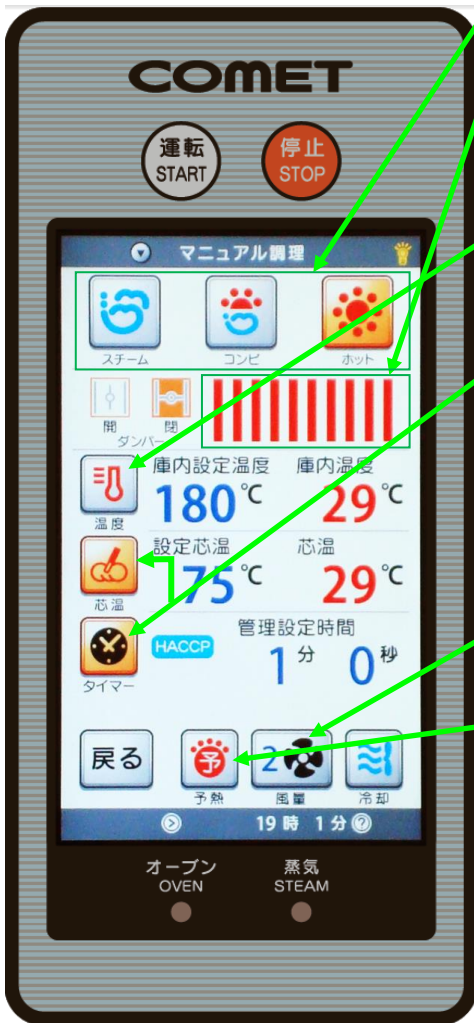 COMET
運転
START
停止
STOP
マニュアル調理
スチーム
コンビ
ホット
開
閉
ダンパー
庫内設定温度
庫内温度
180℃
29℃
温度
設定芯温
芯温
75℃
29℃
芯温
管理設定時間
HACCP
1分 0秒
タイマー
戻る
予
2
予熱
風量
冷却
19時 1分
?
オーブン
OVEN
蒸気
STEAM